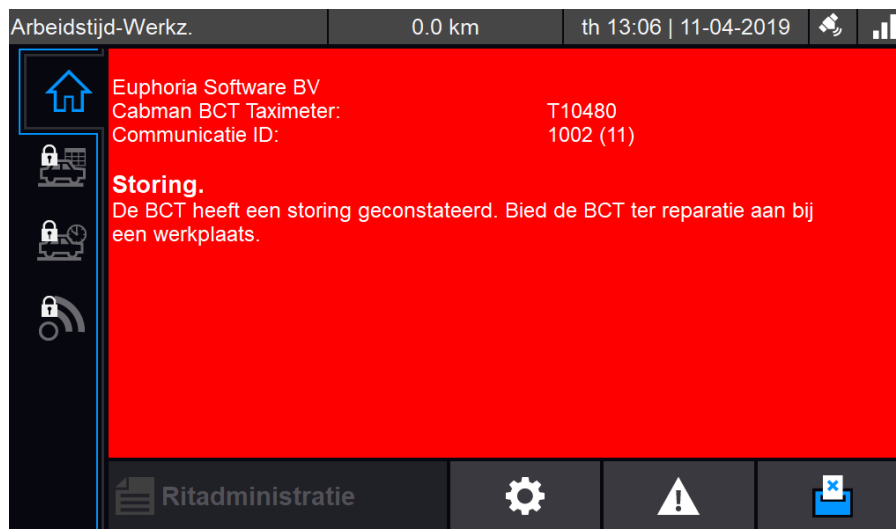 Arbeidstijd-Werkz. 0.0 km th 13:06 | 11-04-2019
Euphoria Software BV
Cabman BCT Taximeter: T10480
Communicatie ID: 1002 (11)
Storing.
De BCT heeft een storing geconstateerd. Bied de BCT ter reparatie aan bij
een werkplaats.
Ritadministratie